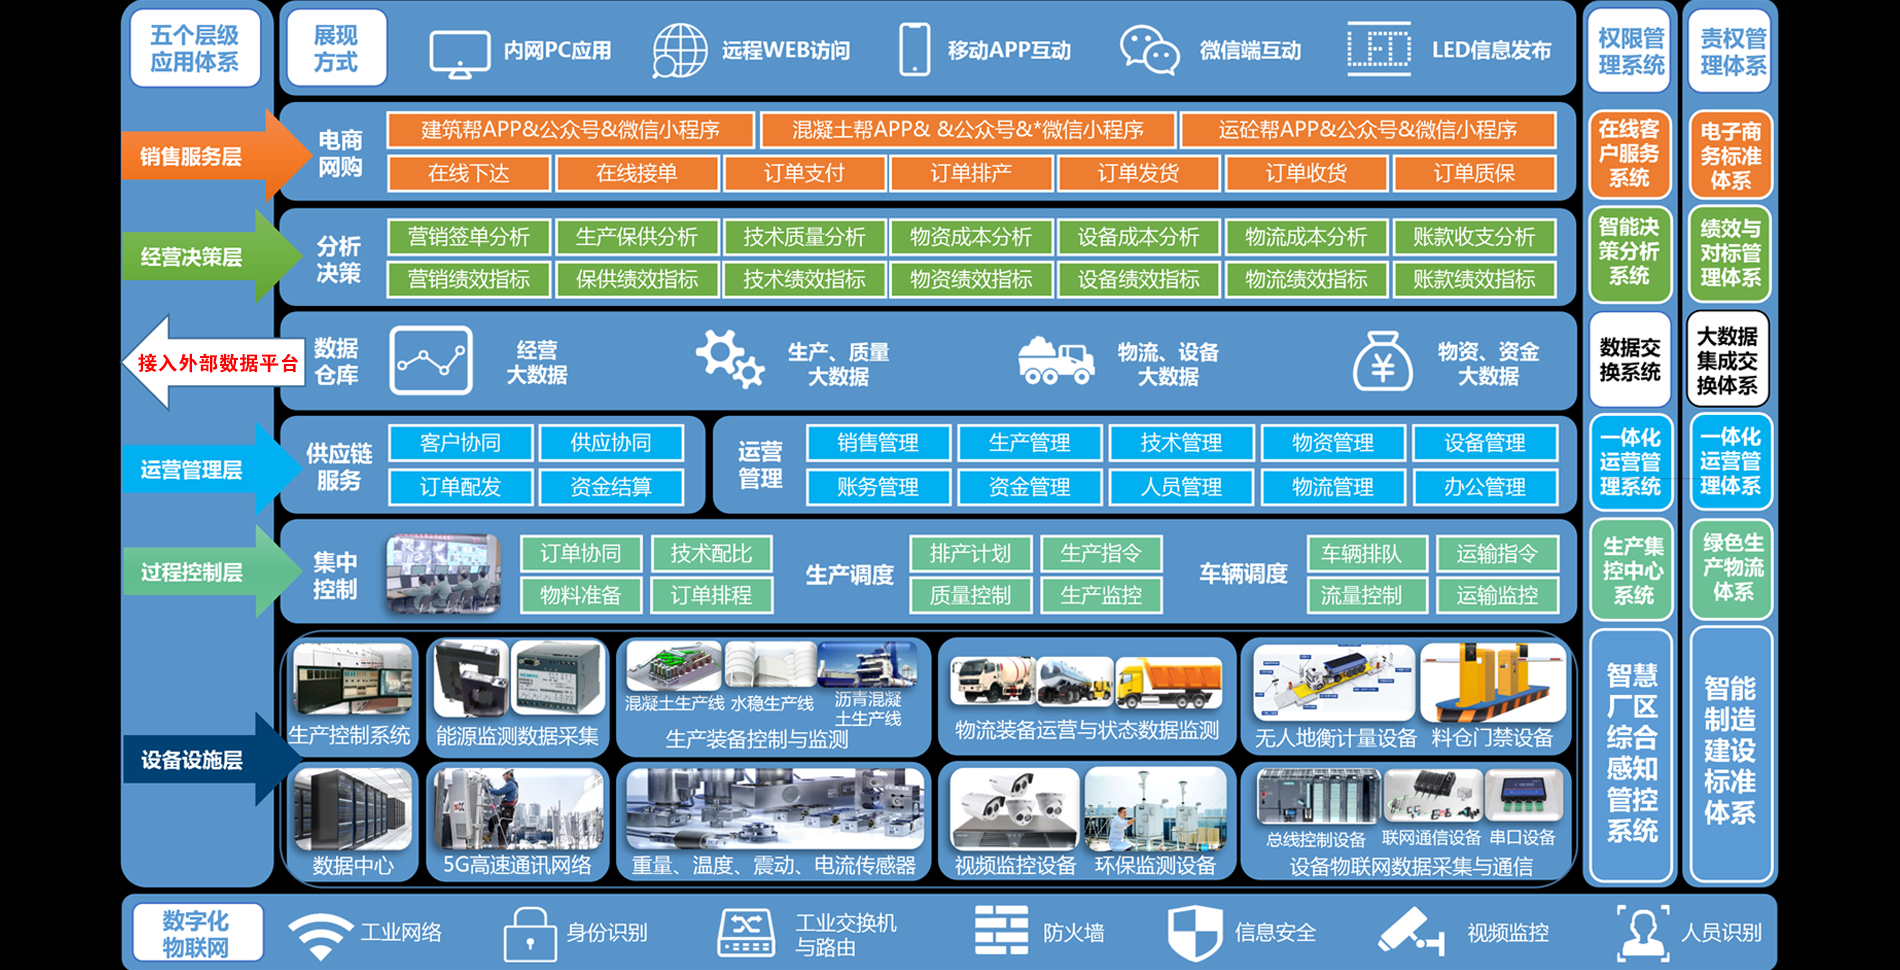 五个层级
应用体系
展现
方式
内网PC应用
远程WEB访问
移动APP互动
微信端互动
LED
LED信息发布
权限管
理系统
责权管
理体系
销售服务层
电商
网购
建筑帮APP&公众号&微信小程序
混凝土帮APP& &公众号&*微信小程序
运砼帮APP&公众号&微信小程序
在线下达
在线接单
订单支付
订单排产
订单发货
订单收货
订单质保
在线客
户服务
系统
电子商
务标准
体系
经营决策层
分析
决策
营销签单分析
生产保供分析
技术质量分析
物资成本分析
设备成本分析
物流成本分析
账款收支分析
营销绩效指标
保供绩效指标
技术绩效指标
物资绩效指标
设备绩效指标
物流绩效指标
账款绩效指标
智能决
策分析
系统
绩效与
对标管
理体系
接入外部数据平台
数据
仓库
经营
大数据
生产、质量
大数据
物流、设备
大数据
¥
物资、资金
大数据
数据交
换系统
大数据
集成交
换体系
运营管理层
供应链
服务
客户协同
供应协同
订单配发
资金结算
运营
管理
销售管理
生产管理
技术管理
物资管理
设备管理
账务管理
资金管理
人员管理
物流管理
办公管理
一体化
运营管
理系统
一体化
运营管
理体系
过程控制层
集中
控制
订单协同
技术配比
物料准备
订单排程
生产调度
排产计划
生产指令
质量控制
生产监控
车辆调度
车辆排队
运输指令
流量控制
运输监控
生产集
控中心
系统
绿色生
产物流
体系
设备设施层
生产控制系统
能源监测数据采集
混凝土生产线
水稳生产线
沥青混凝
土生产线
生产装备控制与监测
物流装备运营与状态数据监测
无人地衡计量设备
料仓门禁设备
数据中心
5G高速通讯网络
重量、温度、震动、电流传感器
视频监控设备
环保监测设备
总线控制设备
联网通信设备
串口设备
设备物联网数据采集与通信
智慧
厂区
综合
感知
管控
系统
智能
制造
建设
标准
体系
数字化
物联网
工业网络
身份识别
工业交换机
与路由
防火墙
信息安全
视频监控
人员识别